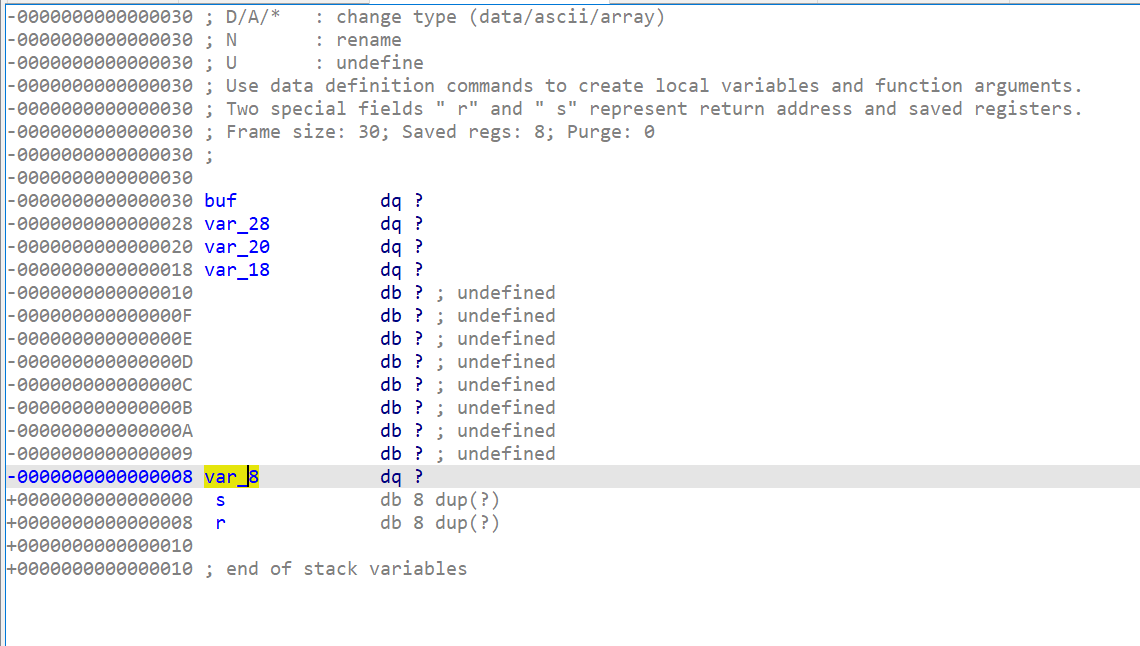 -0000000000000030 ; D/A/*   : change type (data/ascii/array)
-0000000000000030 ; N       : rename
-0000000000000030 ; U       : undefine
-0000000000000030 ; Use data definition commands to create local variables and function arguments.
-0000000000000030 ; Two special fields " r" and " s" represent return address and saved registers.
-0000000000000030 ; Frame size: 30; Saved regs: 8; Purge: 0
-0000000000000030 ;
-0000000000000030
-0000000000000030 buf             dq ?
-0000000000000028 var_28          dq ?
-0000000000000020 var_20          dq ?
-0000000000000018 var_18          dq ?
-0000000000000010                 db ? ; undefined
-000000000000000F                 db ? ; undefined
-000000000000000E                 db ? ; undefined
-000000000000000D                 db ? ; undefined
-000000000000000C                 db ? ; undefined
-000000000000000B                 db ? ; undefined
-000000000000000A                 db ? ; undefined
-0000000000000009                 db ? ; undefined
-0000000000000008 var_8           dq ?
+0000000000000000  s              db 8 dup(?)
+0000000000000008  r              db 8 dup(?)
+0000000000000010
+0000000000000010 ; end of stack variables